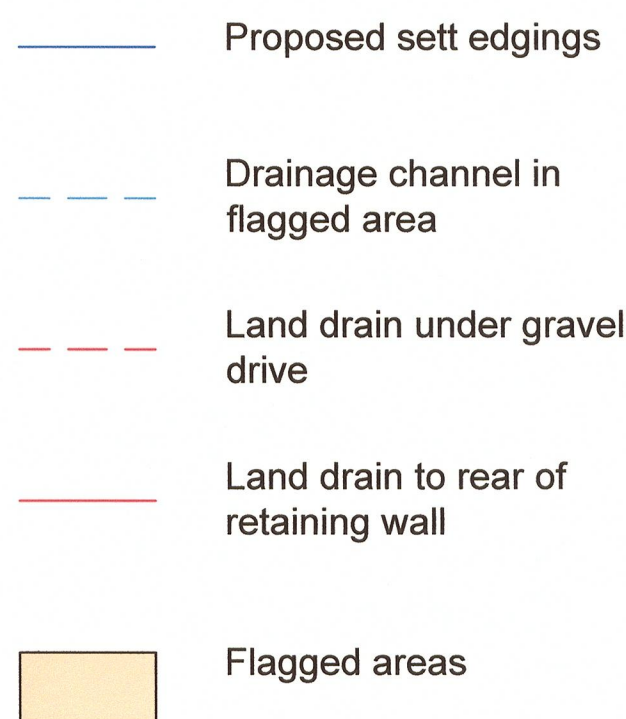 Proposed sett edgings
Drainage channel in
flagged area
Land drain under gravel
drive
Land drain to rear of
retaining wall
Flagged areas